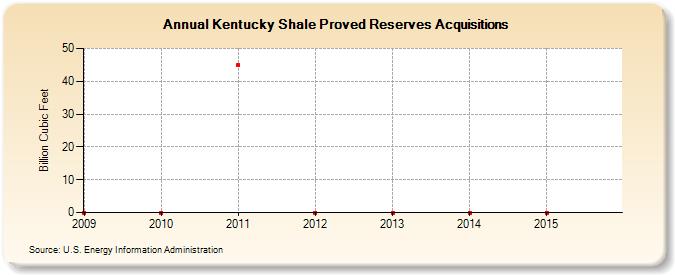 Annual Kentucky Shale Proved Reserves Acquisitions
Billion Cubic Feet
50
40
30
20
10
0
2009 2010 2011 2012 2013 2014 2015
Source: U.S. Energy Information Administration